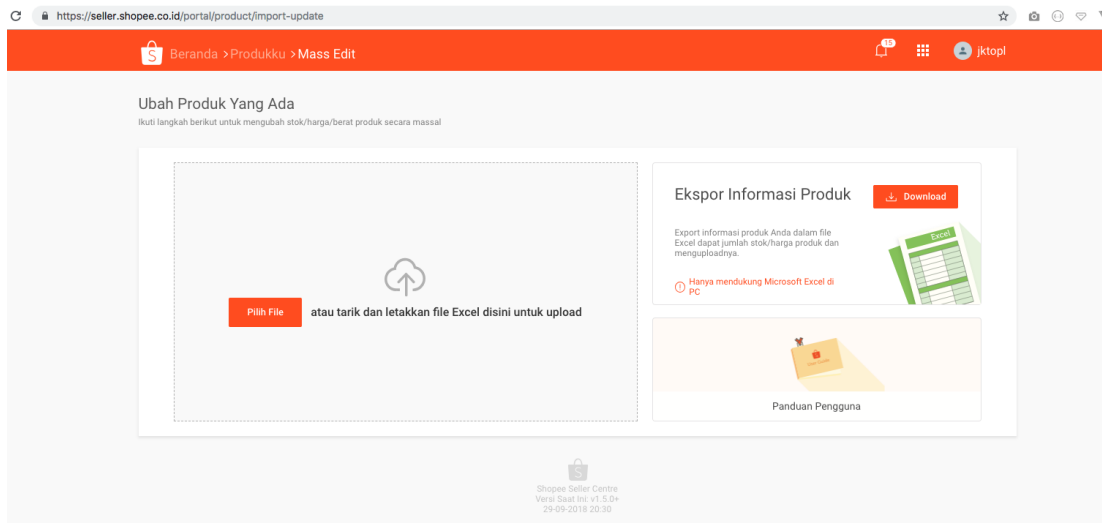 https://seller.shopee.co.id/portal/product/import-update
Beranda > Produkku > Mass Edit
15
jktopl
Ubah Produk Yang Ada
Ikuti langkah berikut untuk mengubah stok/harga/berat produk secara massal
Pilih File
atau tarik dan letakkan file Excel disini untuk upload
Ekspor Informasi Produk
Download
Export informasi produk Anda dalam file
Excel dapat jumlah stok/harga produk dan
menguploadnya.
Hanya mendukung Microsoft Excel di
PC
Excel
Panduan Pengguna
Shopee Seller Centre
Versi Saat Ini: v1.5.0+
29-09-2018 20:30